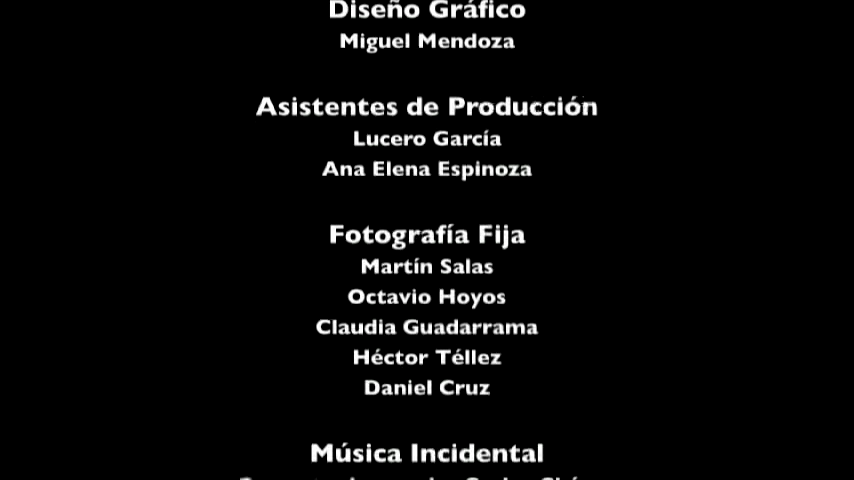 Diseño Gráfico
Miguel Mendoza
Asistentes de Producción
Lucero García
Ana Elena Espinoza
Fotografía Fija
Martín Salas
Octavio Hoyos
Claudia Guadarrama
Héctor Téllez
Daniel Cruz
Música Incidental